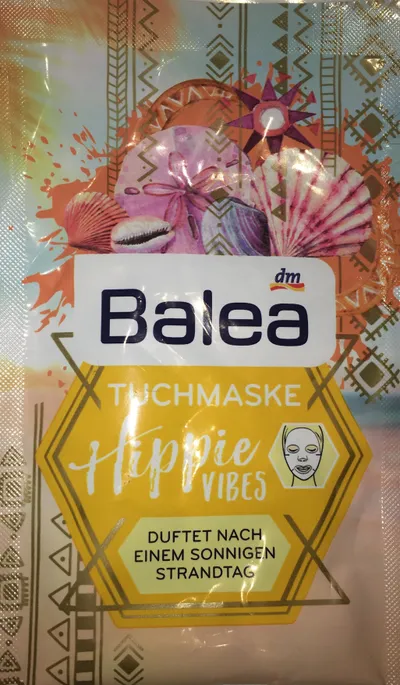 dm
Balea
TUCHMASKE
Hippie
VIBES
DUFTET NACH
EINEM SONNIGEN
STRANDTAG